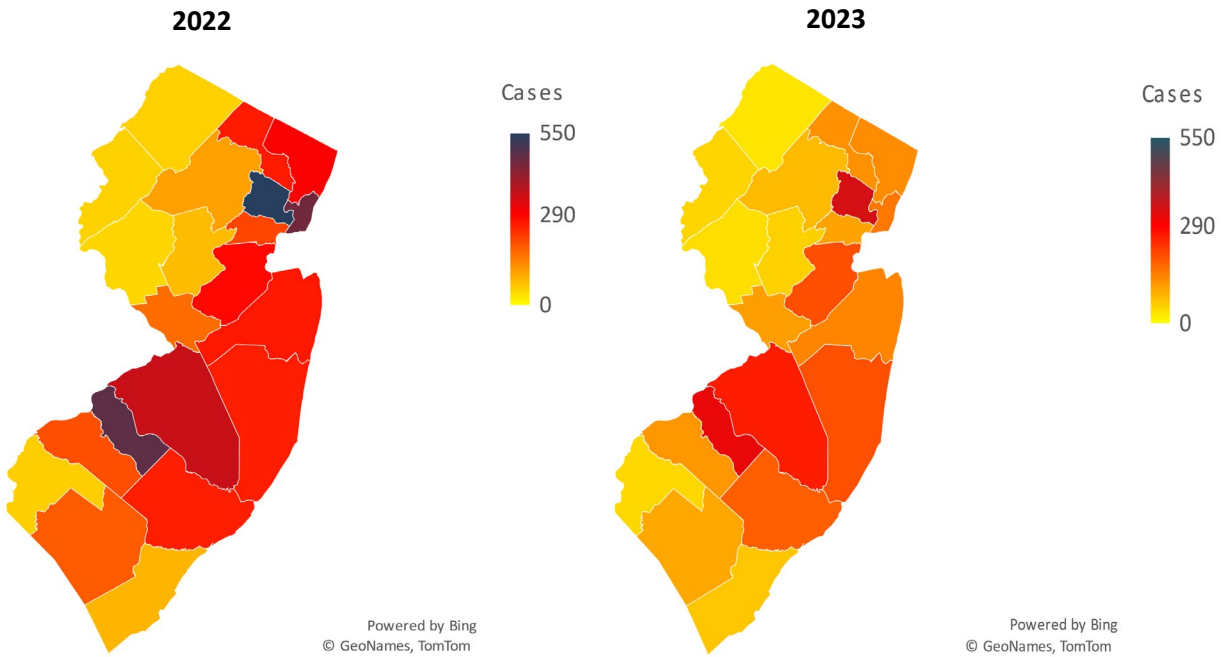 2022
Cases
550
290
0
Powered by Bing
© GeoNames, TomTom
2023
Cases
550
290
0
Powered by Bing
© GeoNames, TomTom